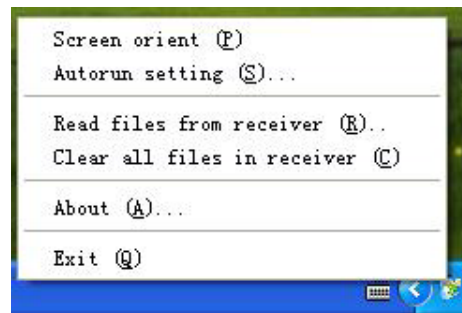 Screen orient (P)
Autorun setting (S)...
Read files from receiver (R)..
Clear all files in receiver (C)
About (A)...
Exit (Q)